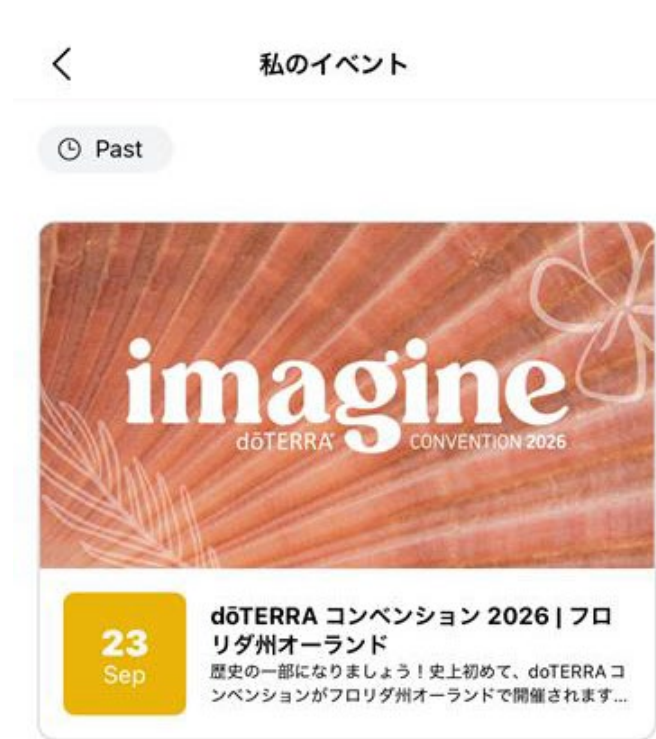 私のイベント
Past
imagine
dōTERRA® CONVENTION 2026
23
Sep
dōTERRA コンベンション 2026 | フロ
リダ州オーランド
歴史の一部になりましょう！史上初めて、doTERRAコ
ンベンションがフロリダ州オーランドで開催されます...